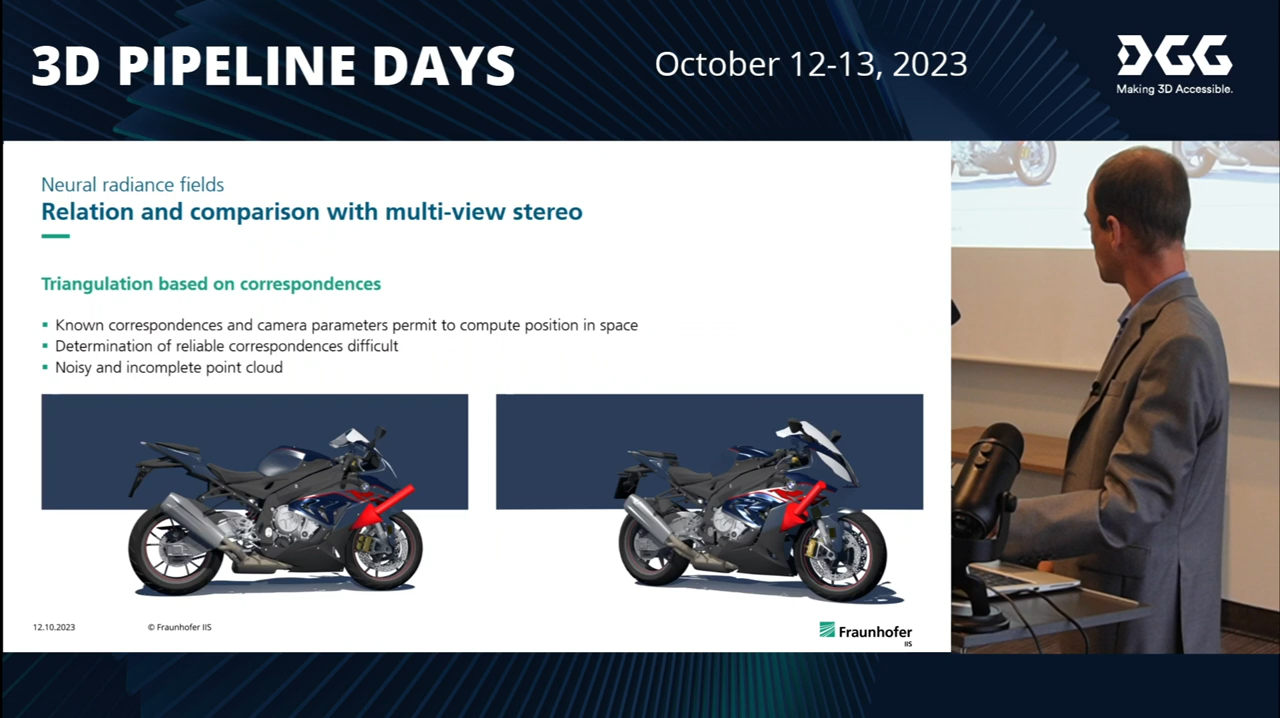 3D PIPELINE DAYS
October 12-13, 2023
DGG
Making 3D Accessible.
Neural radiance fields
Relation and comparison with multi-view stereo
Triangulation based on correspondences
▪ Known correspondences and camera parameters permit to compute position in space
▪ Determination of reliable correspondences difficult
▪ Noisy and incomplete point cloud
12.10.2023
© Fraunhofer IIS
Fraunhofer
IIS